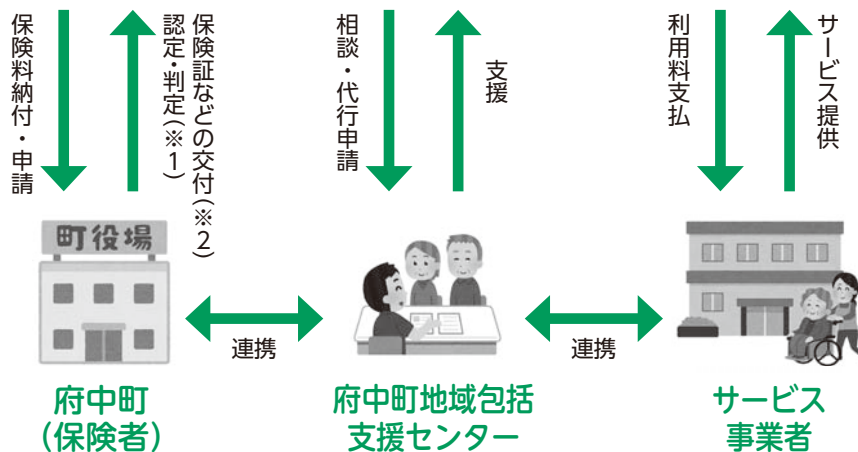 保険料納付・申請
認定・判定(※1)
保険証などの交付(※2)
相談・代行申請
支援
利用料支払
サービス提供
町役場
連携
連携
府中町
(保険者)
府中町地域包括
支援センター
サービス
事業者